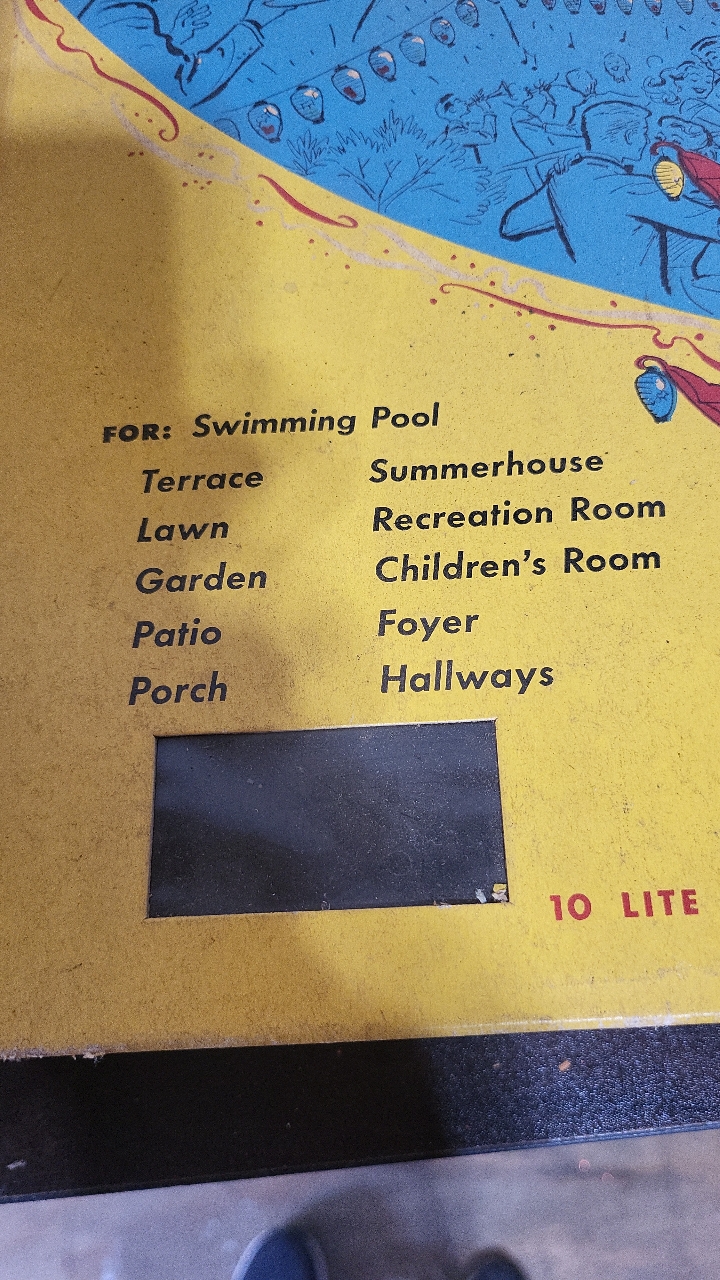 FOR: Swimming Pool
Terrace
Lawn
Garden
Patio
Porch
Summerhouse
Recreation Room
Children's Room
Foyer
Hallways
10 LITE